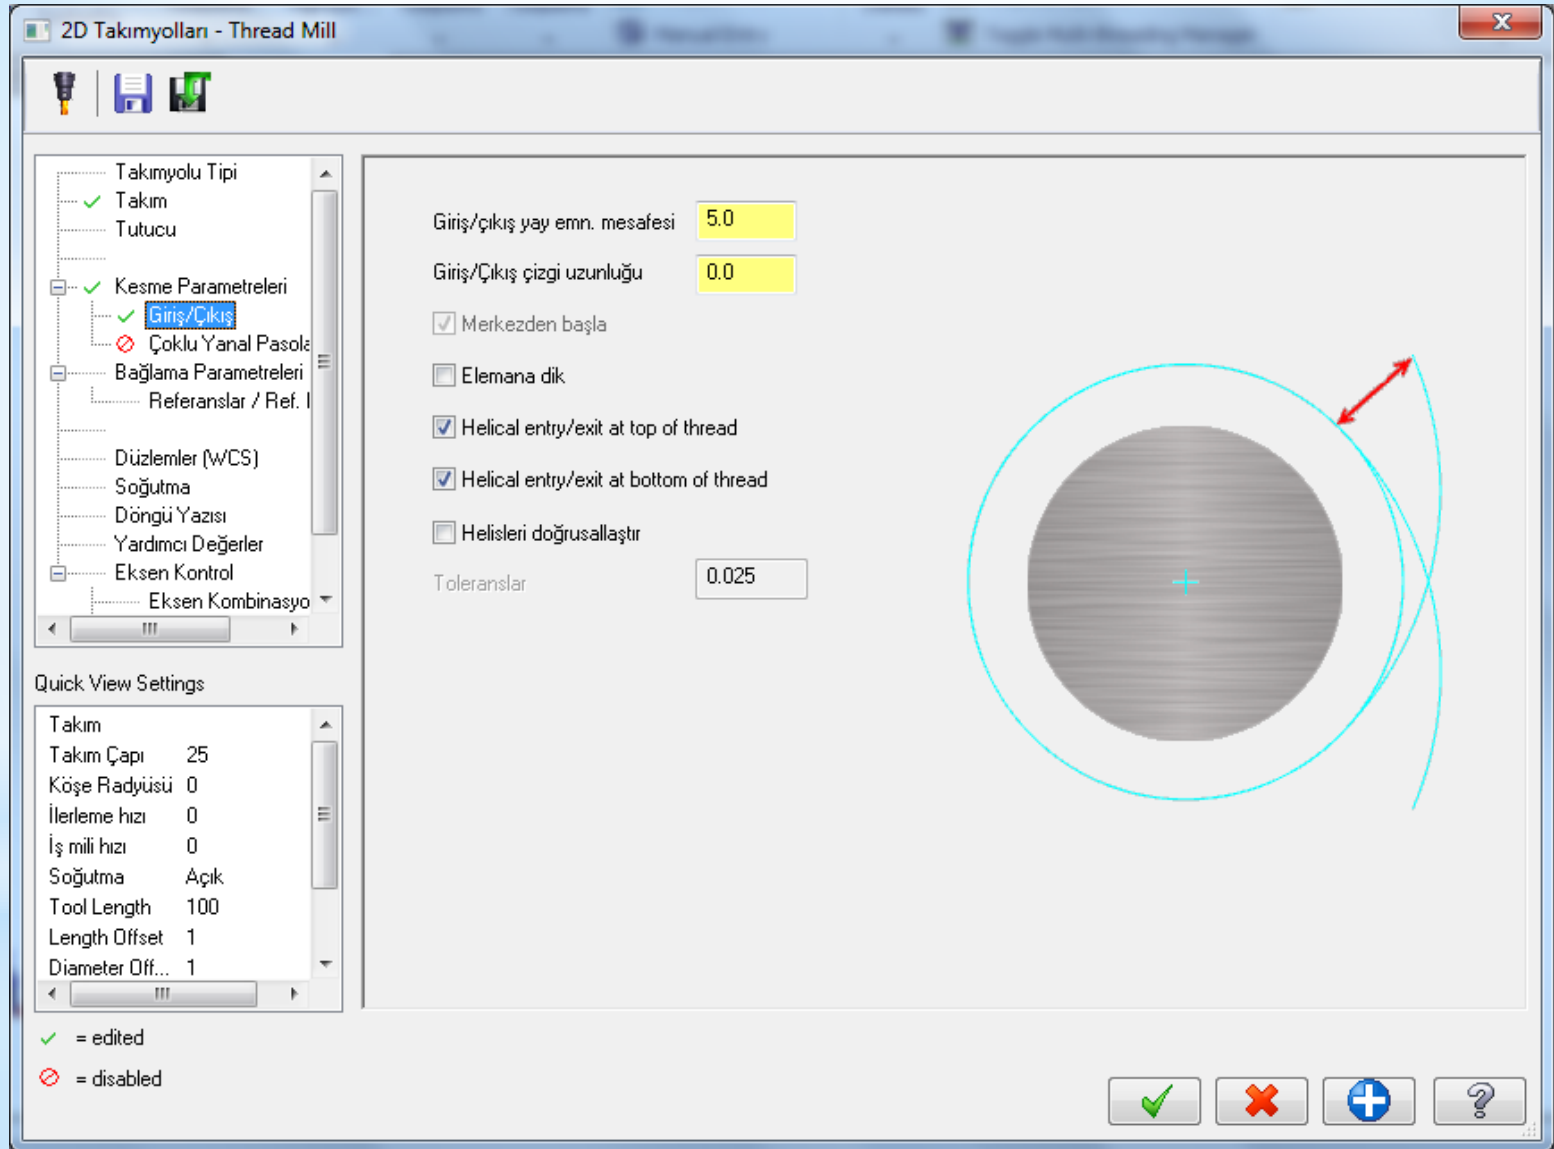 2D Takımyolları - Thread Mill
Takımyolu Tipi
Takım
Tutucu
Kesme Parametreleri
Giriş/Çıkış
Çoklu Yanal Pasola
Bağlama Parametreleri
Referanslar / Ref.
Düzlemler (WCS)
Soğutma
Döngü Yazısı
Yardımcı Değerler
Eksen Kontrol
Eksen Kombinasyo
Giriş/çıkış yay emn. mesafesi 5.0
Giriş/Çıkış çizgi uzunluğu 0.0
Merkezden başla
Elemana dik
Helical entry/exit at top of thread
Helical entry/exit at bottom of thread
Helisleri doğrusallaştır
Toleranslar 0.025
Quick View Settings
Takım
Takım Çapı 25
Köşe Radyüsü 0
İlerleme hızı 0
İş mili hızı 0
Soğutma Açık
Tool Length 100
Length Offset 1
Diameter Off... 1
= edited
= disabled